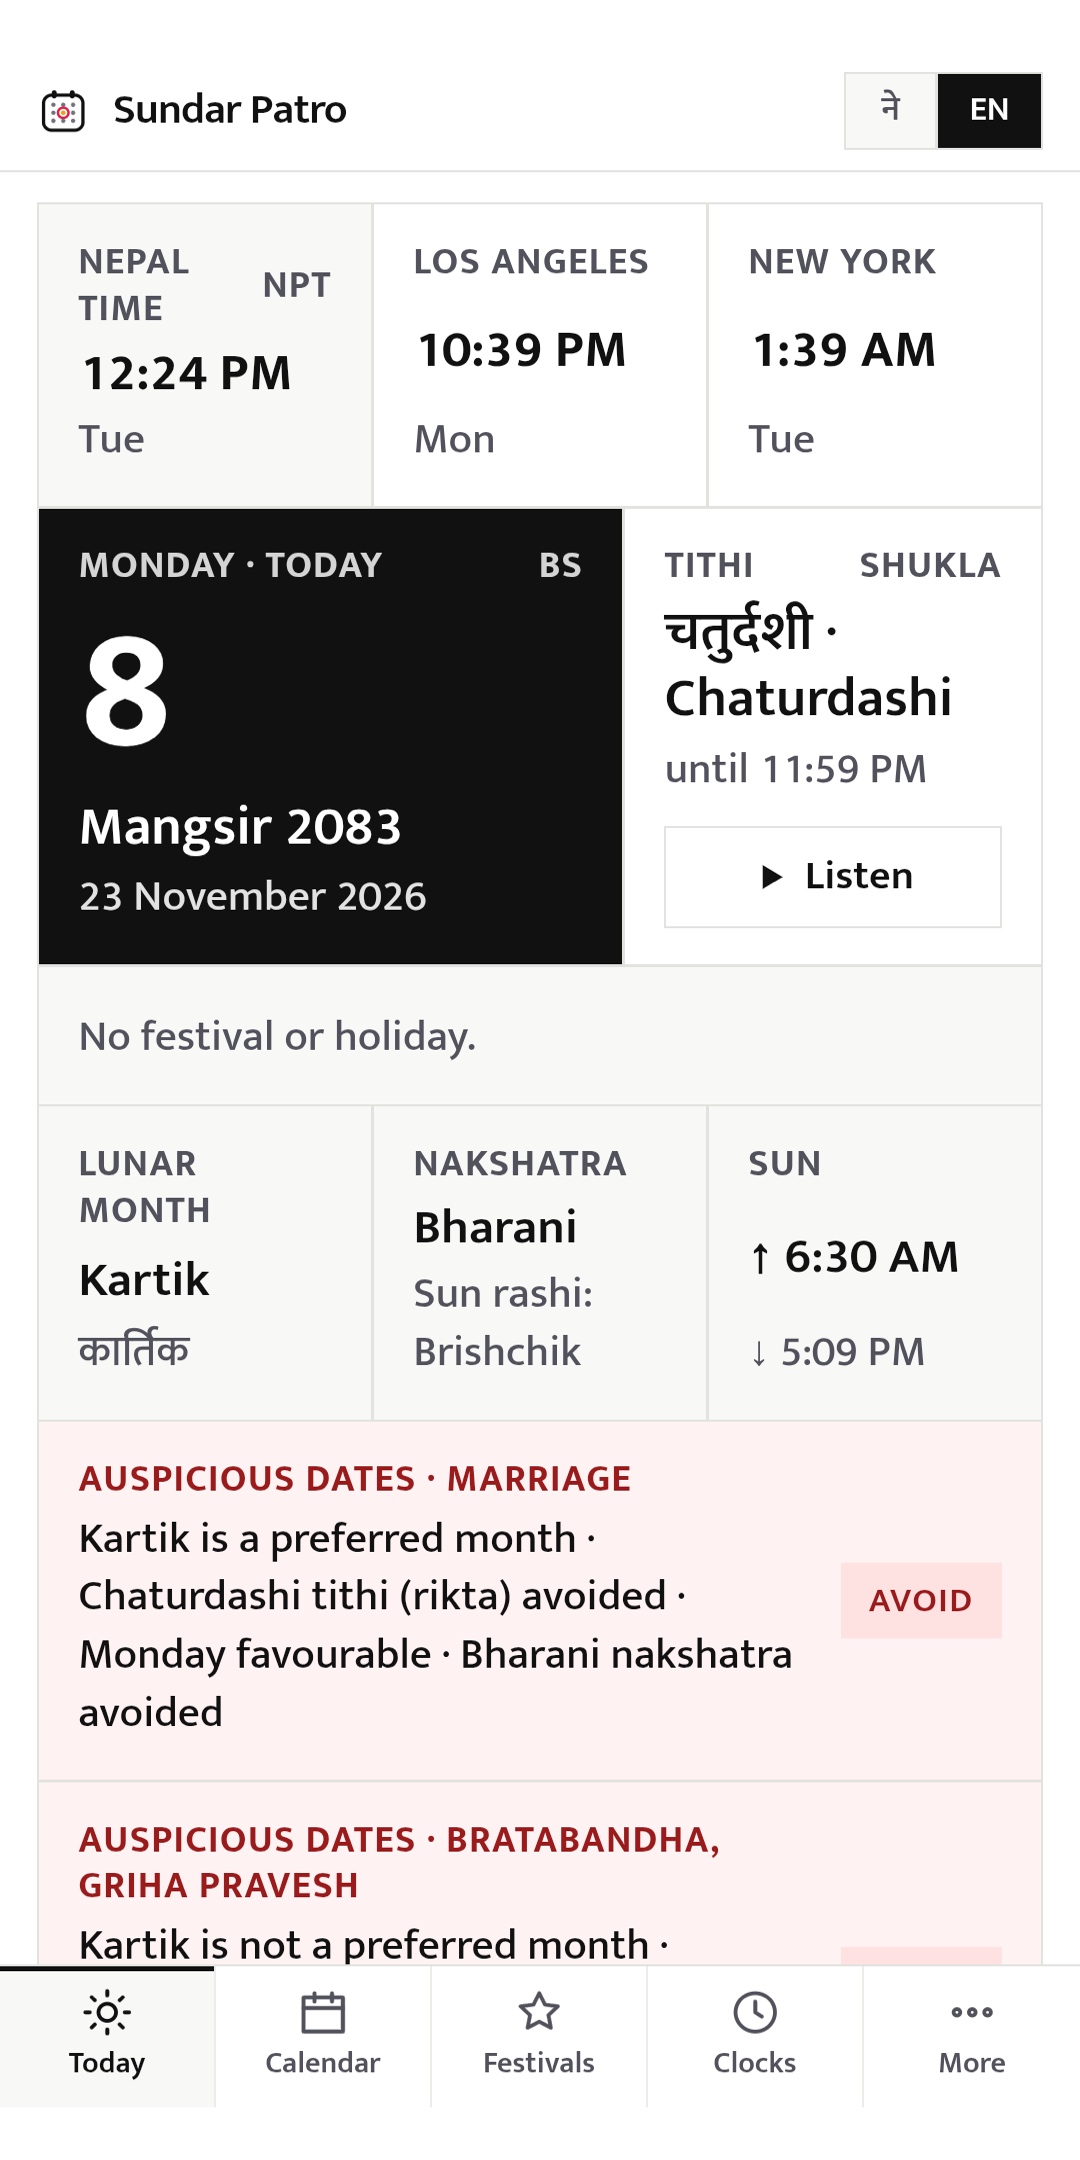 Sundar Patro
ने
EN
NEPAL TIME
NPT
12:24 PM
Tue
LOS ANGELES
10:39 PM
Mon
NEW YORK
1:39 AM
Tue
MONDAY · TODAY
BS
8
Mangsir 2083
23 November 2026
TITHI
SHUKLA
चतुर्दशी ·
Chaturdashi
until 11:59 PM
▶ Listen
No festival or holiday.
LUNAR
MONTH
Kartik
कार्तिक
NAKSHATRA
Bharani
Sun rashi:
Brishchik
SUN
↑ 6:30 AM
↓ 5:09 PM
AUSPICIOUS DATES · MARRIAGE
Kartik is a preferred month ·
Chaturdashi tithi (rikta) avoided ·
Monday favourable · Bharani nakshatra
avoided
AVOID
AUSPICIOUS DATES · BRATABANDHA,
GRIHA PRAVESH
Kartik is not a preferred month ·
Today
Calendar
Festivals
Clocks
More